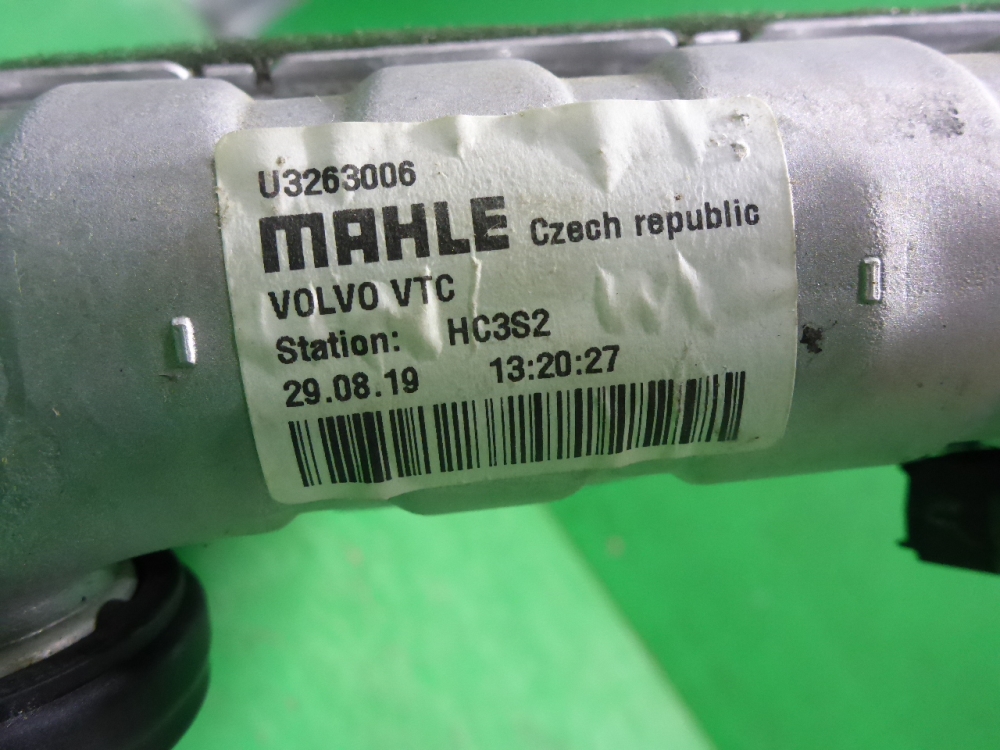 U3263006
MAHLE Czech republic
VOLVO VTC
Station: HC3S2
29.08.19 13:20:27